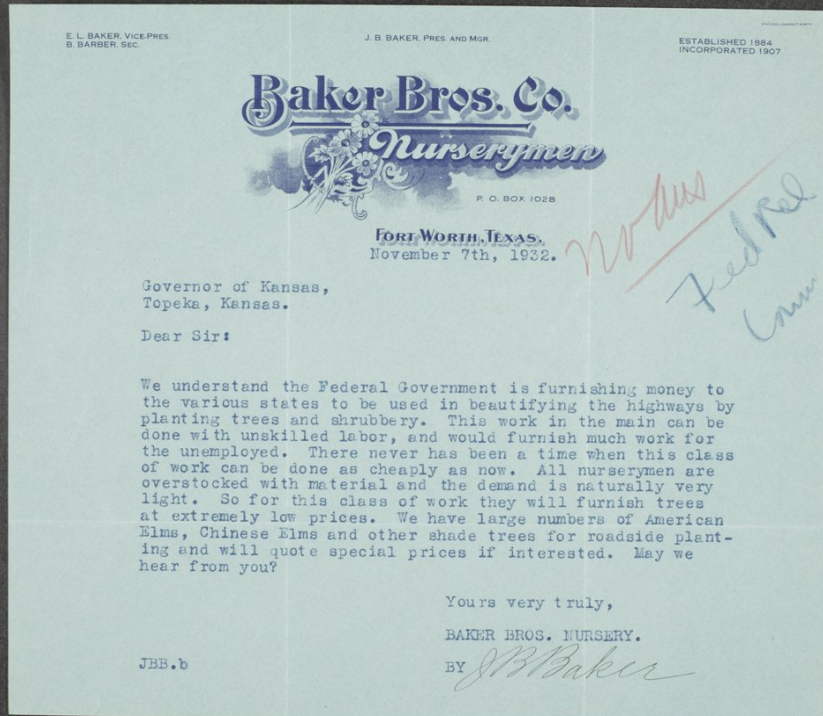 E. L. BAKER, VICE-PRES.
B. BARBER, SEC.
J. B. BAKER, PRES. AND MGR.
ESTABLISHED 1884
INCORPORATED 1907
Baker Bros. Co.
Nurserymen
P. O. BOX 1028
FORT WORTH, TEXAS.
November 7th, 1932.
no ans
Fed Rel
Comm
Governor of Kansas,
Topeka, Kansas.
Dear Sir:
We understand the Federal Government is furnishing money to
the various states to be used in beautifying the highways by
planting trees and shrubbery. This work in the main can be
done with unskilled labor, and would furnish much work for
the unemployed. There never has been a time when this class
of work can be done as cheaply as now. All nurserymen are
overstocked with material and the demand is naturally very
light. So for this class of work they will furnish trees
at extremely low prices. We have large numbers of American
Elms, Chinese Elms and other shade trees for roadside plant-
ing and will quote special prices if interested. May we
hear from you?
Yours very truly,
BAKER BROS. NURSERY.
JBB.b
BY JBBaker